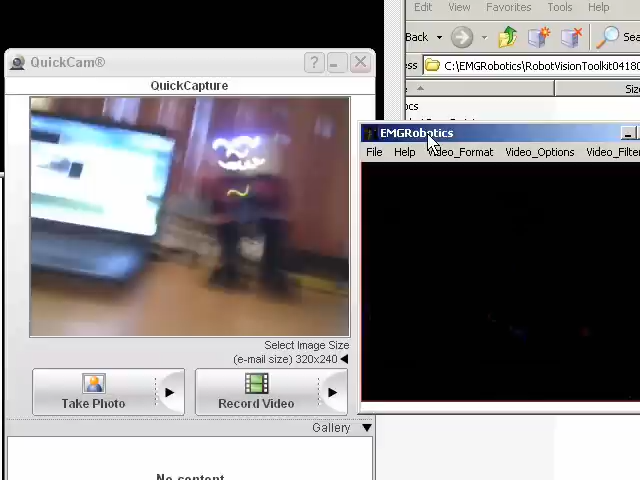 Edit View Favorites Tools
Back
C:\EMGRobotics\RobotVisionToolkit0418
QuickCam®
QuickCapture
EMGRobotics
File Help Video_Format Video_Options Video_Filter
Select Image Size
(e-mail size) 320x240
Take Photo
Record Video
Gallery
No content